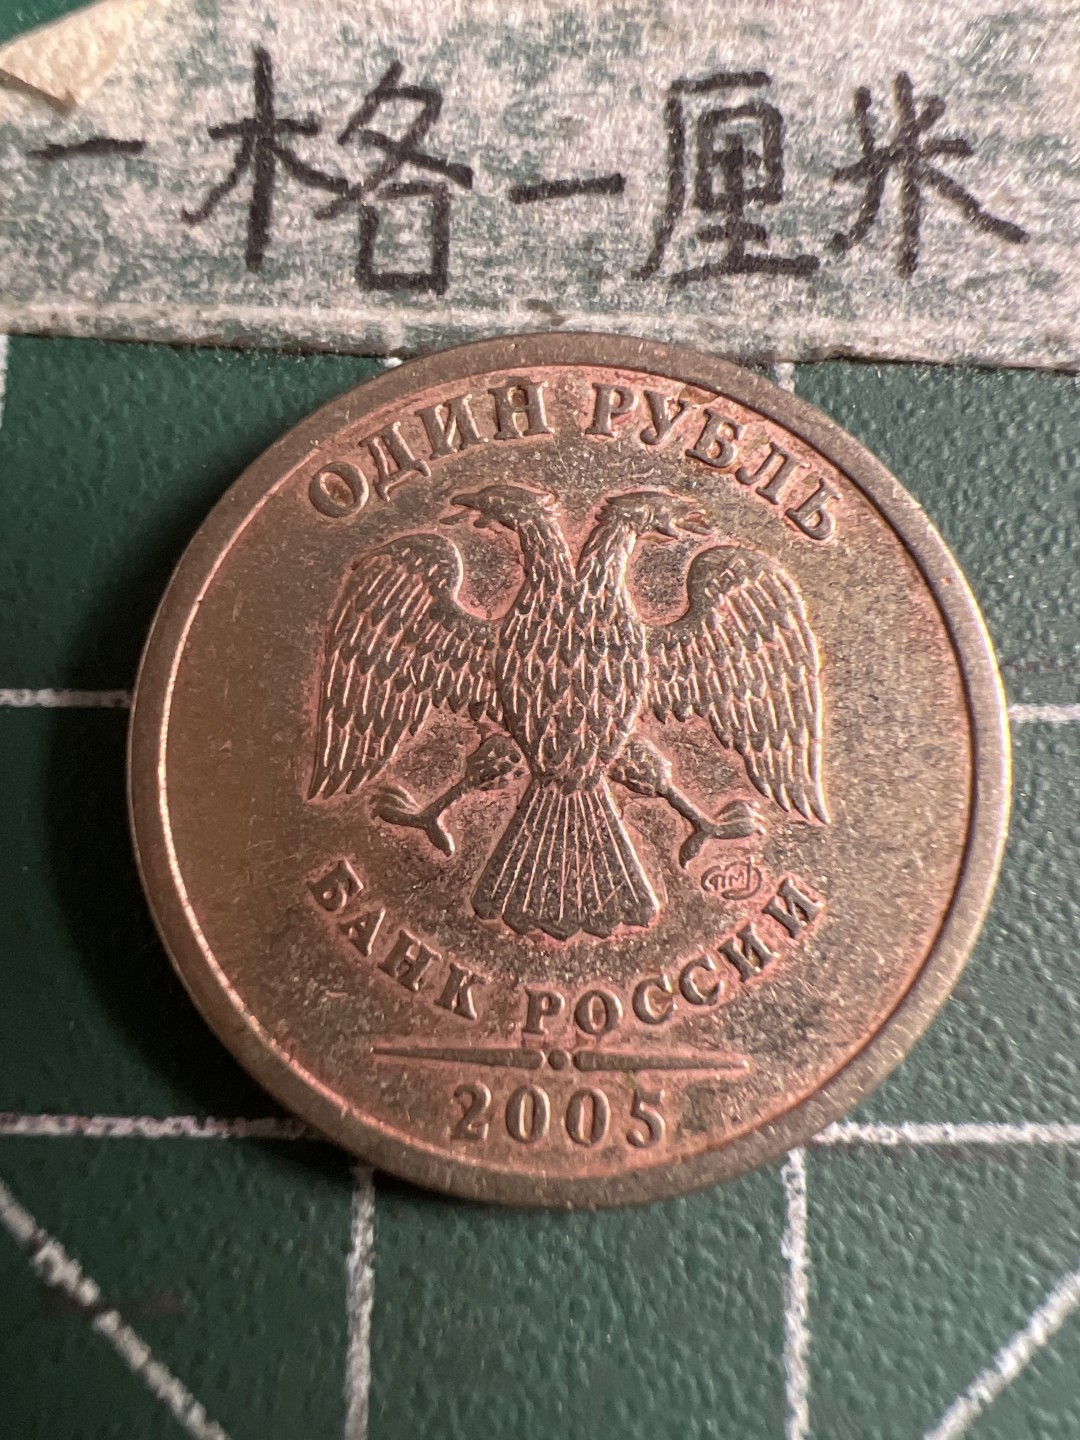 一格一厘米
ОДИН РУБЛЬ
БАНК РОССИИ
2005